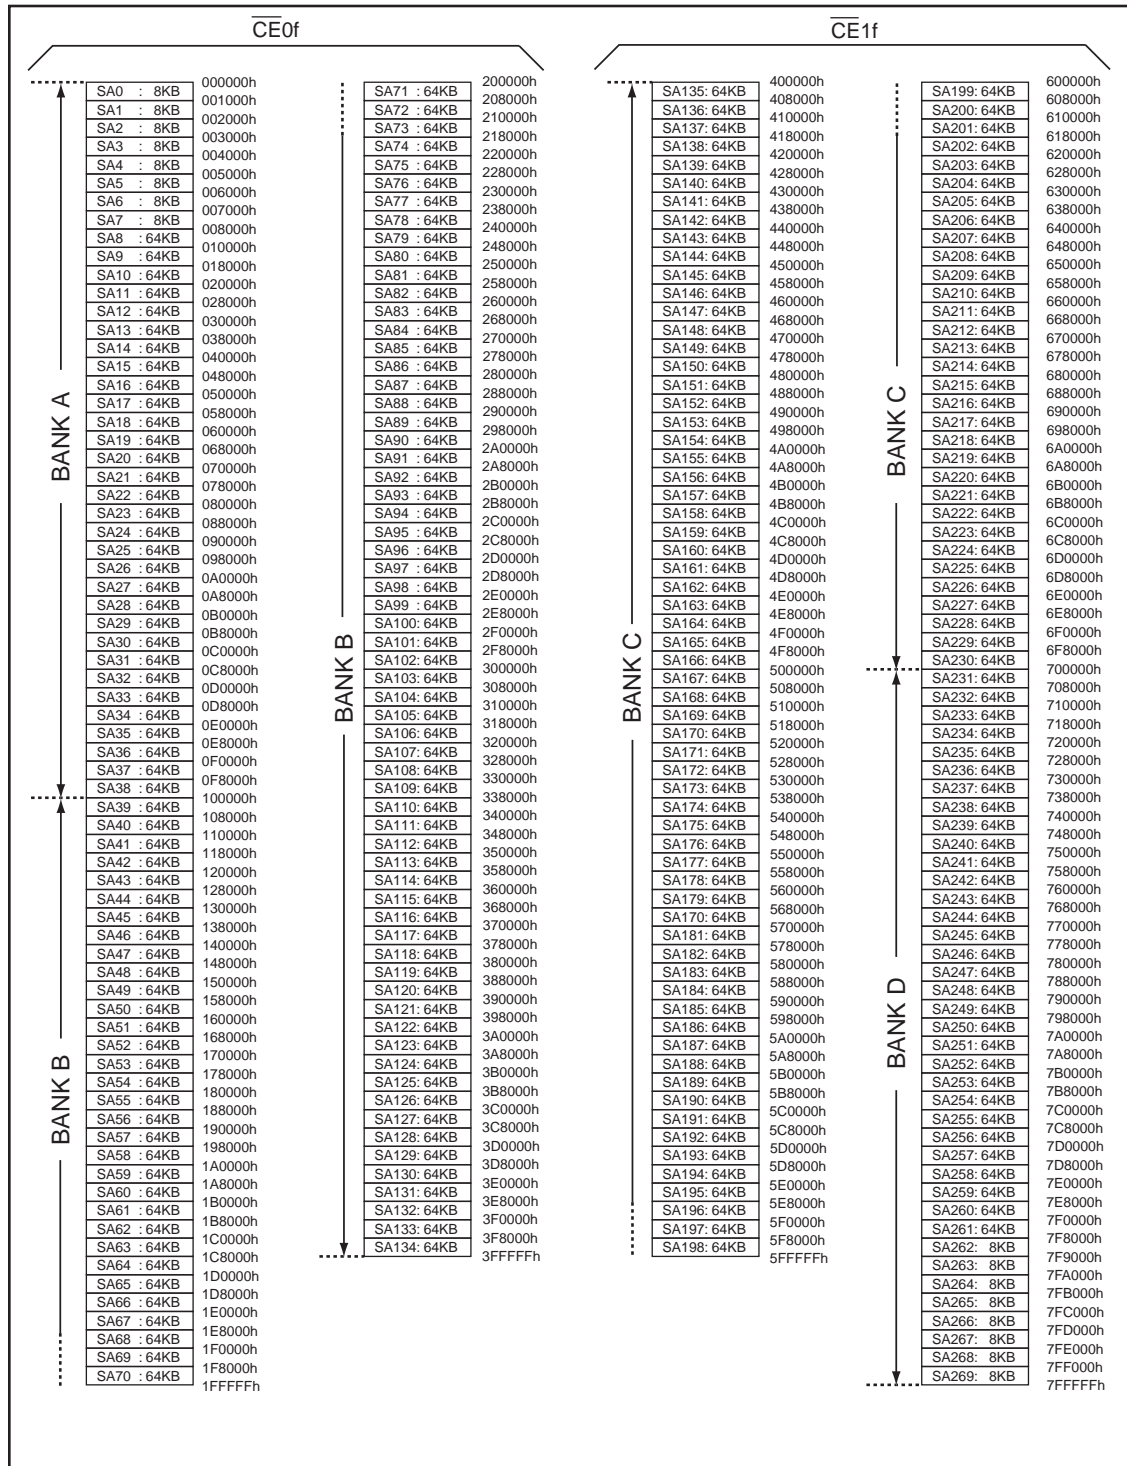 CE0f
CE1f
BANK A
BANK B
SA0 : 8KB 000000h
SA1 : 8KB 001000h
SA2 : 8KB 002000h
SA3 : 8KB 003000h
SA4 : 8KB 004000h
SA5 : 8KB 005000h
SA6 : 8KB 006000h
SA7 : 8KB 007000h
SA8 : 64KB 008000h
SA9 : 64KB 010000h
SA10 : 64KB 018000h
SA11 : 64KB 020000h
SA12 : 64KB 028000h
SA13 : 64KB 030000h
SA14 : 64KB 038000h
SA15 : 64KB 040000h
SA16 : 64KB 048000h
SA17 : 64KB 050000h
SA18 : 64KB 058000h
SA19 : 64KB 060000h
SA20 : 64KB 068000h
SA21 : 64KB 070000h
SA22 : 64KB 078000h
SA23 : 64KB 080000h
SA24 : 64KB 088000h
SA25 : 64KB 090000h
SA26 : 64KB 098000h
SA27 : 64KB 0A0000h
SA28 : 64KB 0A8000h
SA29 : 64KB 0B0000h
SA30 : 64KB 0B8000h
SA31 : 64KB 0C0000h
SA32 : 64KB 0C8000h
SA33 : 64KB 0D0000h
SA34 : 64KB 0D8000h
SA35 : 64KB 0E0000h
SA36 : 64KB 0E8000h
SA37 : 64KB 0F0000h
SA38 : 64KB 0F8000h
SA39 : 64KB 100000h
SA40 : 64KB 108000h
SA41 : 64KB 110000h
SA42 : 64KB 118000h
SA43 : 64KB 120000h
SA44 : 64KB 128000h
SA45 : 64KB 130000h
SA46 : 64KB 138000h
SA47 : 64KB 140000h
SA48 : 64KB 148000h
SA49 : 64KB 150000h
SA50 : 64KB 158000h
SA51 : 64KB 160000h
SA52 : 64KB 168000h
SA53 : 64KB 170000h
SA54 : 64KB 178000h
SA55 : 64KB 180000h
SA56 : 64KB 188000h
SA57 : 64KB 190000h
SA58 : 64KB 198000h
SA59 : 64KB 1A0000h
SA60 : 64KB 1A8000h
SA61 : 64KB 1B0000h
SA62 : 64KB 1B8000h
SA63 : 64KB 1C0000h
SA64 : 64KB 1C8000h
SA65 : 64KB 1D0000h
SA66 : 64KB 1D8000h
SA67 : 64KB 1E0000h
SA68 : 64KB 1E8000h
SA69 : 64KB 1F0000h
SA70 : 64KB 1F8000h
1FFFFFh
BANK B
SA71 : 64KB 200000h
SA72 : 64KB 208000h
SA73 : 64KB 210000h
SA74 : 64KB 218000h
SA75 : 64KB 220000h
SA76 : 64KB 228000h
SA77 : 64KB 230000h
SA78 : 64KB 238000h
SA79 : 64KB 240000h
SA80 : 64KB 248000h
SA81 : 64KB 250000h
SA82 : 64KB 258000h
SA83 : 64KB 260000h
SA84 : 64KB 268000h
SA85 : 64KB 270000h
SA86 : 64KB 278000h
SA87 : 64KB 280000h
SA88 : 64KB 288000h
SA89 : 64KB 290000h
SA90 : 64KB 298000h
SA91 : 64KB 2A0000h
SA92 : 64KB 2A8000h
SA93 : 64KB 2B0000h
SA94 : 64KB 2B8000h
SA95 : 64KB 2C0000h
SA96 : 64KB 2C8000h
SA97 : 64KB 2D0000h
SA98 : 64KB 2D8000h
SA99 : 64KB 2E0000h
SA100: 64KB 2E8000h
SA101: 64KB 2F0000h
SA102: 64KB 2F8000h
SA103: 64KB 300000h
SA104: 64KB 308000h
SA105: 64KB 310000h
SA106: 64KB 318000h
SA107: 64KB 320000h
SA108: 64KB 328000h
SA109: 64KB 330000h
SA110: 64KB 338000h
SA111: 64KB 340000h
SA112: 64KB 348000h
SA113: 64KB 350000h
SA114: 64KB 358000h
SA115: 64KB 360000h
SA116: 64KB 368000h
SA117: 64KB 370000h
SA118: 64KB 378000h
SA119: 64KB 380000h
SA120: 64KB 388000h
SA121: 64KB 390000h
SA122: 64KB 398000h
SA123: 64KB 3A0000h
SA124: 64KB 3A8000h
SA125: 64KB 3B0000h
SA126: 64KB 3B8000h
SA127: 64KB 3C0000h
SA128: 64KB 3C8000h
SA129: 64KB 3D0000h
SA130: 64KB 3D8000h
SA131: 64KB 3E0000h
SA132: 64KB 3E8000h
SA133: 64KB 3F0000h
SA134: 64KB 3F8000h
3FFFFFh
BANK C
SA135: 64KB 400000h
SA136: 64KB 408000h
SA137: 64KB 410000h
SA138: 64KB 418000h
SA139: 64KB 420000h
SA140: 64KB 428000h
SA141: 64KB 430000h
SA142: 64KB 438000h
SA143: 64KB 440000h
SA144: 64KB 448000h
SA145: 64KB 450000h
SA146: 64KB 458000h
SA147: 64KB 460000h
SA148: 64KB 468000h
SA149: 64KB 470000h
SA150: 64KB 478000h
SA151: 64KB 480000h
SA152: 64KB 488000h
SA153: 64KB 490000h
SA154: 64KB 498000h
SA155: 64KB 4A0000h
SA156: 64KB 4A8000h
SA157: 64KB 4B0000h
SA158: 64KB 4B8000h
SA159: 64KB 4C0000h
SA160: 64KB 4C8000h
SA161: 64KB 4D0000h
SA162: 64KB 4D8000h
SA163: 64KB 4E0000h
SA164: 64KB 4E8000h
SA165: 64KB 4F0000h
SA166: 64KB 4F8000h
SA167: 64KB 500000h
SA168: 64KB 508000h
SA169: 64KB 510000h
SA170: 64KB 518000h
SA171: 64KB 520000h
SA172: 64KB 528000h
SA173: 64KB 530000h
SA174: 64KB 538000h
SA175: 64KB 540000h
SA176: 64KB 548000h
SA177: 64KB 550000h
SA178: 64KB 558000h
SA179: 64KB 560000h
SA170: 64KB 568000h
SA181: 64KB 570000h
SA182: 64KB 578000h
SA183: 64KB 580000h
SA184: 64KB 588000h
SA185: 64KB 590000h
SA186: 64KB 598000h
SA187: 64KB 5A0000h
SA188: 64KB 5A8000h
SA189: 64KB 5B0000h
SA190: 64KB 5B8000h
SA191: 64KB 5C0000h
SA192: 64KB 5C8000h
SA193: 64KB 5D0000h
SA194: 64KB 5D8000h
SA195: 64KB 5E0000h
SA196: 64KB 5E8000h
SA197: 64KB 5F0000h
SA198: 64KB 5F8000h
5FFFFFh
BANK C
BANK D
SA199: 64KB 600000h
SA200: 64KB 608000h
SA201: 64KB 610000h
SA202: 64KB 618000h
SA203: 64KB 620000h
SA204: 64KB 628000h
SA205: 64KB 630000h
SA206: 64KB 638000h
SA207: 64KB 640000h
SA208: 64KB 648000h
SA209: 64KB 650000h
SA210: 64KB 658000h
SA211: 64KB 660000h
SA212: 64KB 668000h
SA213: 64KB 670000h
SA214: 64KB 678000h
SA215: 64KB 680000h
SA216: 64KB 688000h
SA217: 64KB 690000h
SA218: 64KB 698000h
SA219: 64KB 6A0000h
SA220: 64KB 6A8000h
SA221: 64KB 6B0000h
SA222: 64KB 6B8000h
SA223: 64KB 6C0000h
SA224: 64KB 6C8000h
SA225: 64KB 6D0000h
SA226: 64KB 6D8000h
SA227: 64KB 6E0000h
SA228: 64KB 6E8000h
SA229: 64KB 6F0000h
SA230: 64KB 6F8000h
SA231: 64KB 700000h
SA232: 64KB 708000h
SA233: 64KB 710000h
SA234: 64KB 718000h
SA235: 64KB 720000h
SA236: 64KB 728000h
SA237: 64KB 730000h
SA238: 64KB 738000h
SA239: 64KB 740000h
SA240: 64KB 748000h
SA241: 64KB 750000h
SA242: 64KB 758000h
SA243: 64KB 760000h
SA244: 64KB 768000h
SA245: 64KB 770000h
SA246: 64KB 778000h
SA247: 64KB 780000h
SA248: 64KB 788000h
SA249: 64KB 790000h
SA250: 64KB 798000h
SA251: 64KB 7A0000h
SA252: 64KB 7A8000h
SA253: 64KB 7B0000h
SA254: 64KB 7B8000h
SA255: 64KB 7C0000h
SA256: 64KB 7C8000h
SA257: 64KB 7D0000h
SA258: 64KB 7D8000h
SA259: 64KB 7E0000h
SA260: 64KB 7E8000h
SA261: 64KB 7F0000h
SA262: 8KB 7F8000h
SA263: 8KB 7F9000h
SA264: 8KB 7FA000h
SA265: 8KB 7FB000h
SA266: 8KB 7FC000h
SA267: 8KB 7FD000h
SA268: 8KB 7FE000h
SA269: 8KB 7FF000h
7FFFFFh